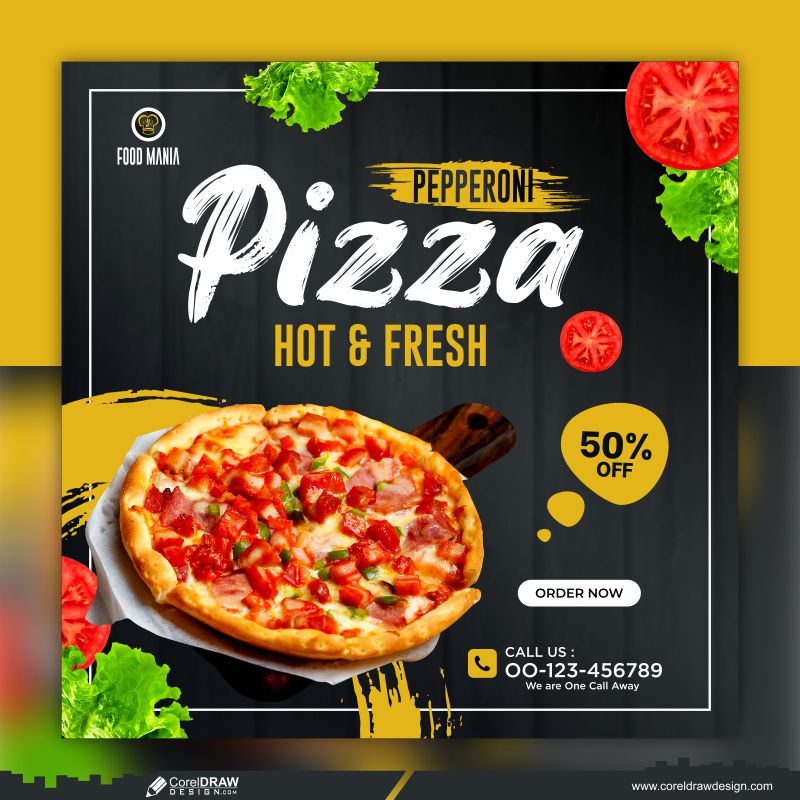 FOOD MANIA
PEPPERONI
Pizza
HOT & FRESH
50%
OFF
ORDER NOW
CALL US :
OO-123-456789
We are One Call Away
CorelDRAW
DESIGN.COM
www.coreldrawdesign.com